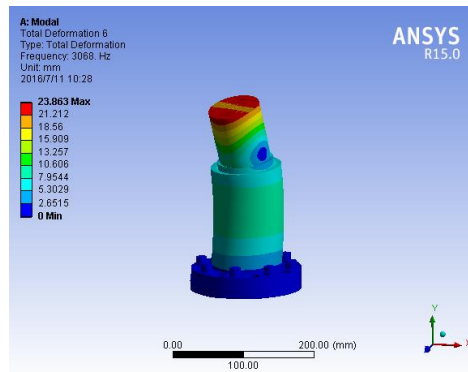 A: Modal
Total Deformation 6
Type: Total Deformation
Frequency: 3068. Hz
Unit: mm
2016/7/11 10:28
ANSYS
R15.0
23.863 Max
21.212
18.56
15.909
13.257
10.606
7.9544
5.3029
2.6515
0 Min
Y
X
0.00 200.00 (mm)
100.00